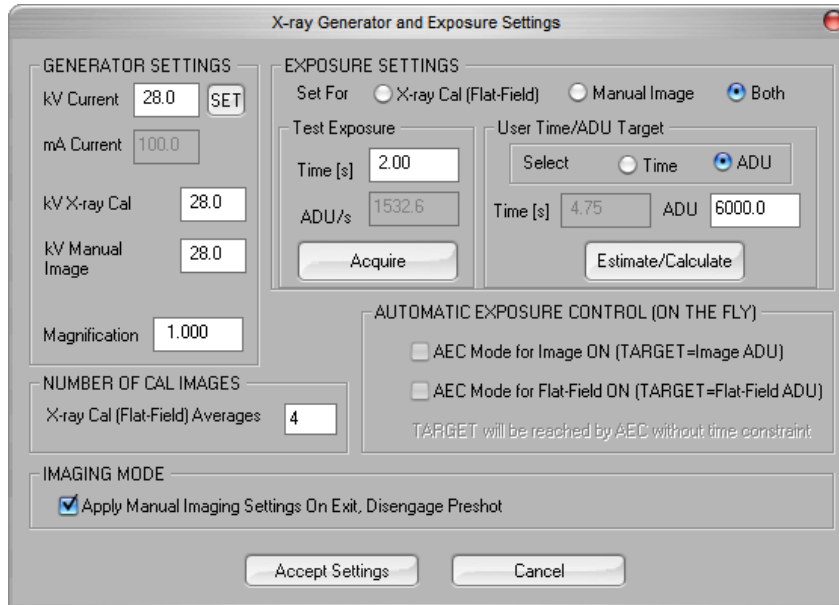 X-ray Generator and Exposure Settings
GENERATOR SETTINGS
kV Current 28.0 SET
mA Current 100.0
kV X-ray Cal 28.0
kV Manual
Image 28.0
Magnification 1.000
EXPOSURE SETTINGS
Set For X-ray Cal (Flat-Field) Manual Image Both
Test Exposure
Time [s] 2.00
ADU/s 1532.6
Acquire
User Time/ADU Target
Select Time ADU
Time [s] 4.75 ADU 6000.0
Estimate/Calculate
AUTOMATIC EXPOSURE CONTROL (ON THE FLY)
AEC Mode for Image ON (TARGET=Image ADU)
AEC Mode for Flat-Field ON (TARGET=Flat-Field ADU)
TARGET will be reached by AEC without time constraint
NUMBER OF CAL IMAGES
X-ray Cal (Flat-Field) Averages 4
IMAGING MODE
Apply Manual Imaging Settings On Exit, Disengage Preshot
Accept Settings Cancel